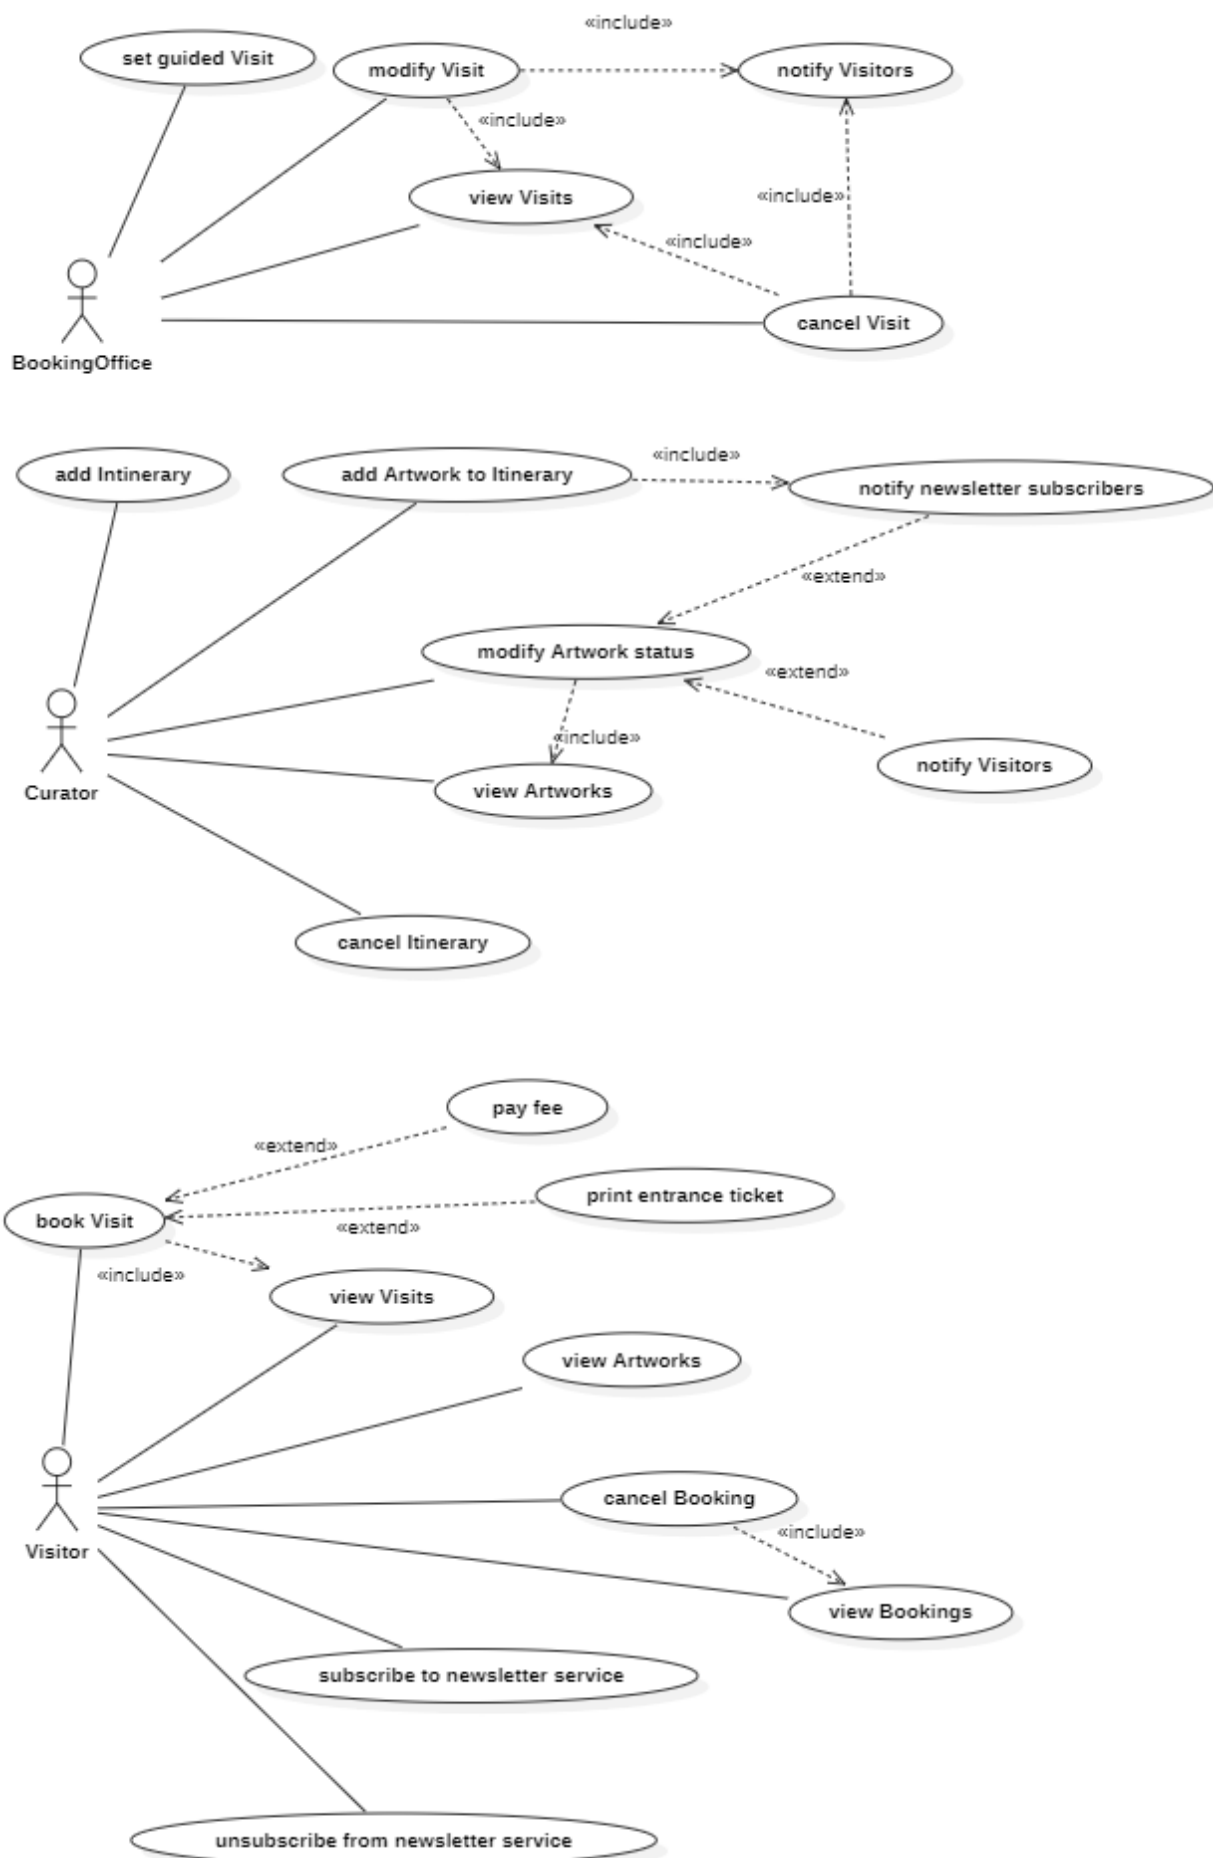 «include»
set guided Visit
modify Visit
notify Visitors
«include»
view Visits
«include»
«include»
cancel Visit
BookingOffice
add Intinerary
add Artwork to Itinerary
«include»
notify newsletter subscribers
«extend»
modify Artwork status
«extend»
«include»
notify Visitors
view Artworks
Curator
cancel Itinerary
pay fee
«extend»
print entrance ticket
book Visit
«extend»
«include»
view Visits
view Artworks
cancel Booking
«include»
Visitor
view Bookings
subscribe to newsletter service
unsubscribe from newsletter service